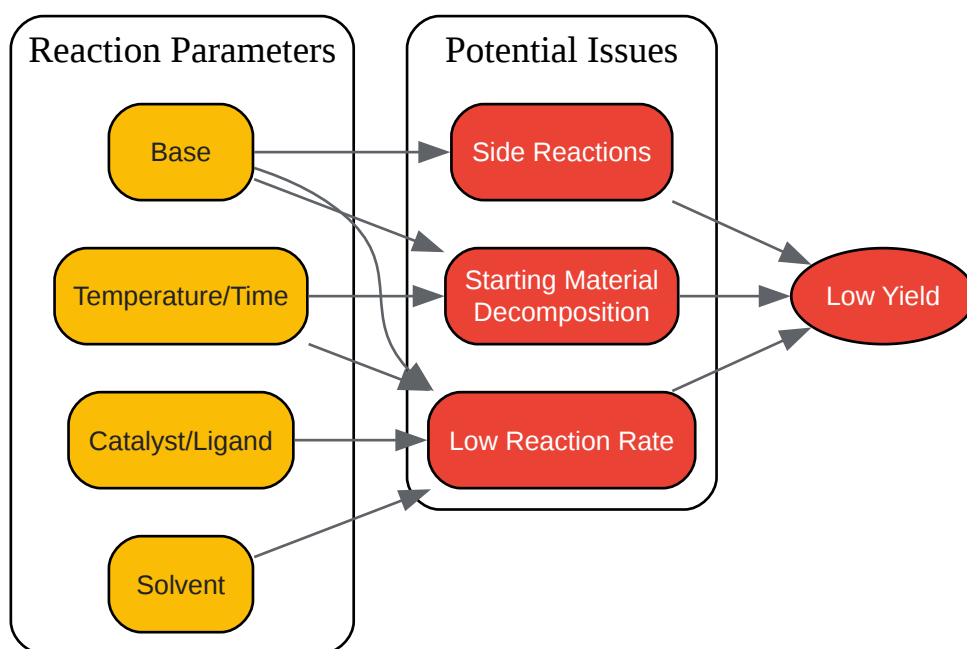 Reaction Parameters
Potential Issues
Base
Side Reactions
Temperature/Time
Starting Material
Decomposition
Low Yield
Catalyst/Ligand
Low Reaction Rate
Solvent